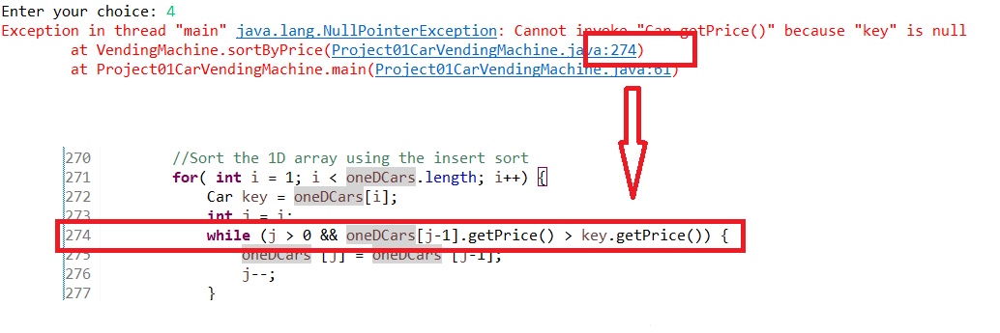 Enter your choice: 4
Exception in thread "main" java.lang.NullPointerException: Cannot invoke "Car.getPrice()" because "key" is null
at VendingMachine.sortByPrice(Project01CarVendingMachine.java:274)
at Project01CarVendingMachine.main(Project01CarVendingMachine.java:61)
270 //Sort the 1D array using the insert sort
271 for( int i = 1; i < oneDCars.length; i++) {
272 Car key = oneDCars[i];
273 int j = i;
274 while (j > 0 && oneDCars[j-1].getPrice() > key.getPrice()) {
275 oneDCars [j] = oneDCars [j-1];
276 j--;
277 }